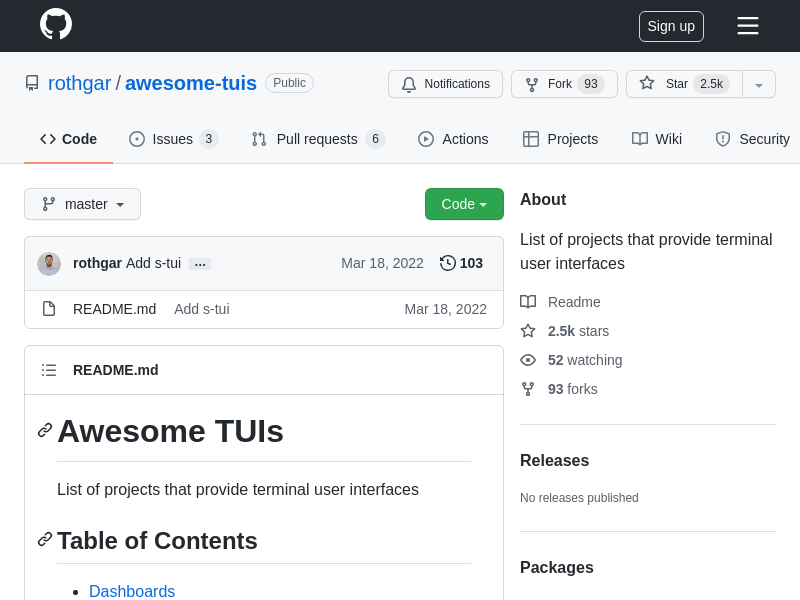 Sign up
rothgar / awesome-tuis Public
Notifications
Fork 93
Star 2.5k
Code
Issues 3
Pull requests 6
Actions
Projects
Wiki
Security
master
Code
rothgar Add s-tui ... Mar 18, 2022 103
README.md Add s-tui Mar 18, 2022
README.md
Awesome TUIs
List of projects that provide terminal user interfaces
Table of Contents
Dashboards
About
List of projects that provide terminal
user interfaces
Readme
2.5k stars
52 watching
93 forks
Releases
No releases published
Packages